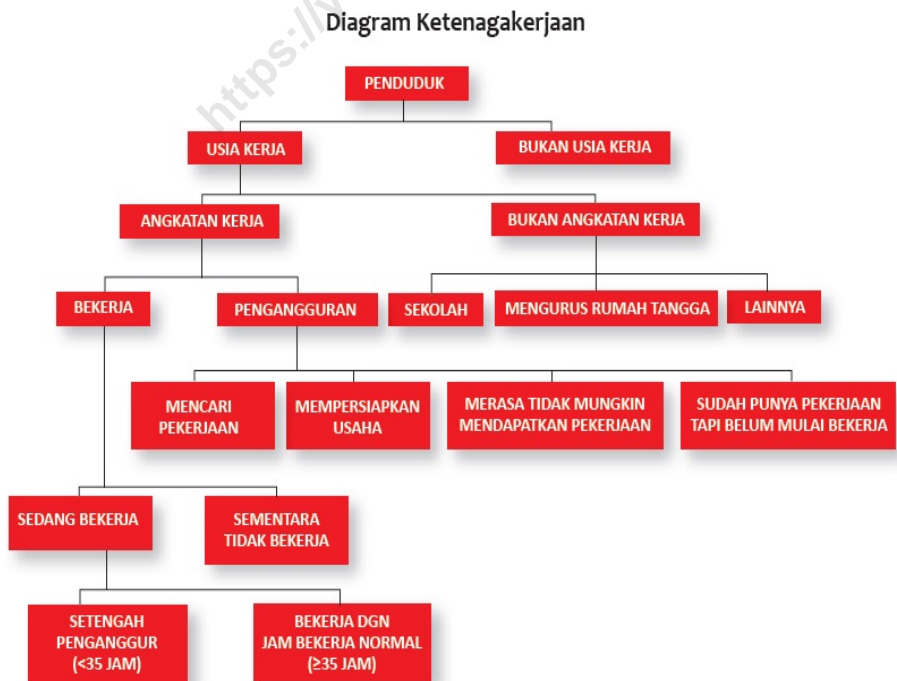 https://
Diagram Ketenagakerjaan
PENDUDUK
USIA KERJA
BUKAN USIA KERJA
ANGKATAN KERJA
BUKAN ANGKATAN KERJA
BEKERJA
PENGANGGURAN
SEKOLAH
MENGURUS RUMAH TANGGA
LAINNYA
MENCARI
PEKERJAAN
MEMPERSIAPKAN
USAHA
MERASA TIDAK MUNGKIN
MENDAPATKAN PEKERJAAN
SUDAH PUNYA PEKERJAAN
TAPI BELUM MULAI BEKERJA
SEDANG BEKERJA
SEMENTARA
TIDAK BEKERJA
SETENGAH
PENGANGGUR
(<35 JAM)
BEKERJA DGN
JAM BEKERJA NORMAL
(≥35 JAM)